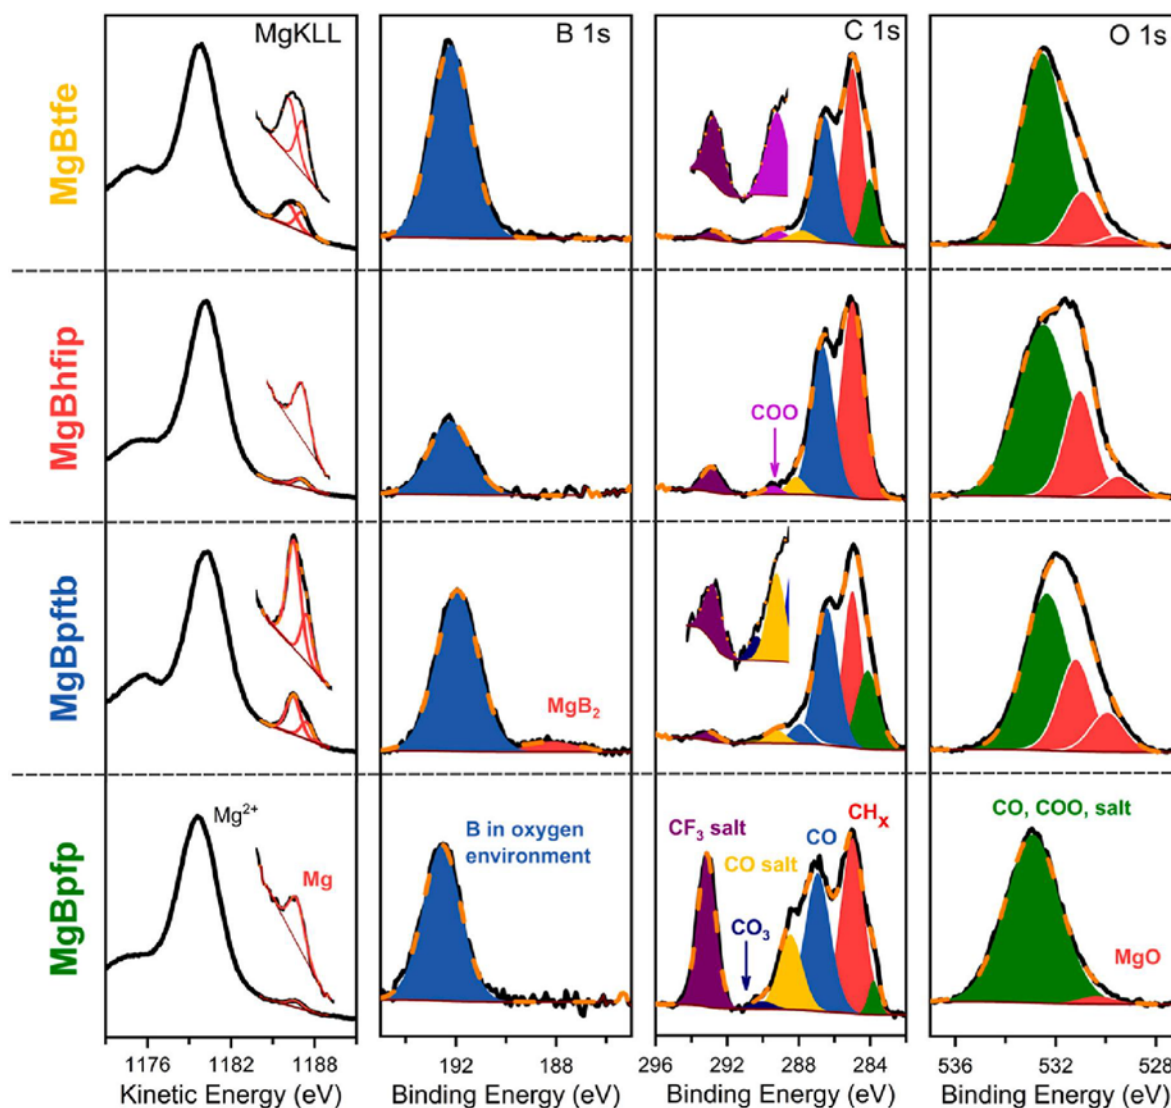 MgKLL
B 1s
C 1s
O 1s
MgBtfe
MgBhfip
COO
MgBpftb
MgB₂
MgBpfp
Mg²⁺
Mg
B in oxygen
environment
CF₃ salt
CO salt
CO₃
CO
CHₓ
CO, COO, salt
MgO
1176 1182 1188
192 188
296 292 288 284
536 532 528
Kinetic Energy (eV)
Binding Energy (eV)
Binding Energy (eV)
Binding Energy (eV)